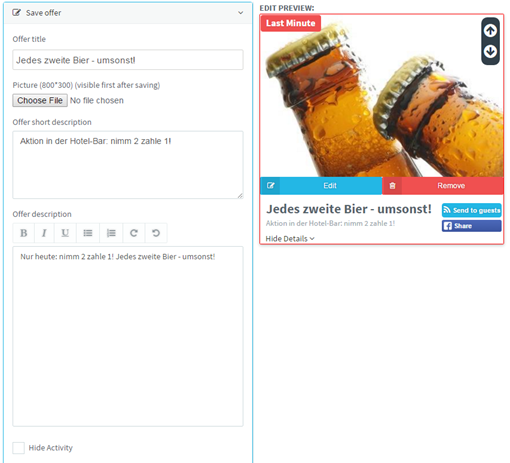 Save offer
Offer title
Jedes zweite Bier - umsonst!
Picture (800*300) (visible first after saving)
Choose File No file chosen
Offer short description
Aktion in der Hotel-Bar: nimm 2 zahle 1!
Offer description
B I U
Nur heute: nimm 2 zahle 1! Jedes zweite Bier - umsonst!
Hide Activity
EDIT PREVIEW:
Last Minute
Edit Remove
Jedes zweite Bier - umsonst!
Send to guests
Aktion in der Hotel-Bar: nimm 2 zahle 1!
Share
Hide Details